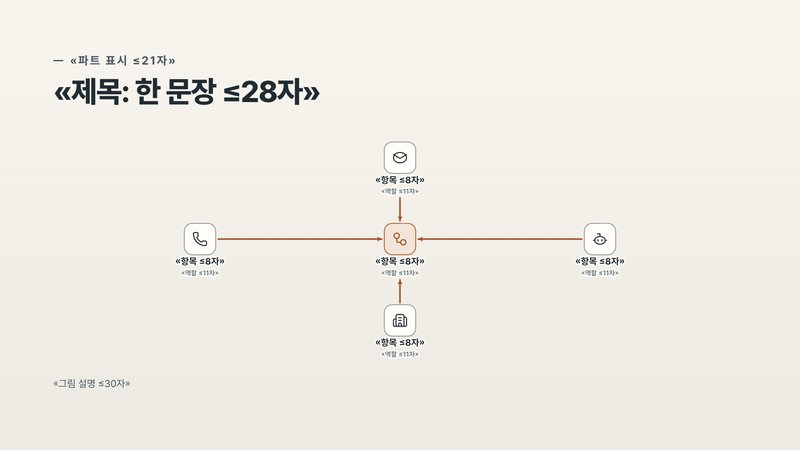 — «파트 표시 ≤21자»
«제목: 한 문장 ≤28자»
«항목 ≤8자»
«역할 ≤11자»
«항목 ≤8자»
«역할 ≤11자»
«항목 ≤8자»
«역할 ≤11자»
«항목 ≤8자»
«역할 ≤11자»
«항목 ≤8자»
«역할 ≤11자»
«그림 설명 ≤30자»